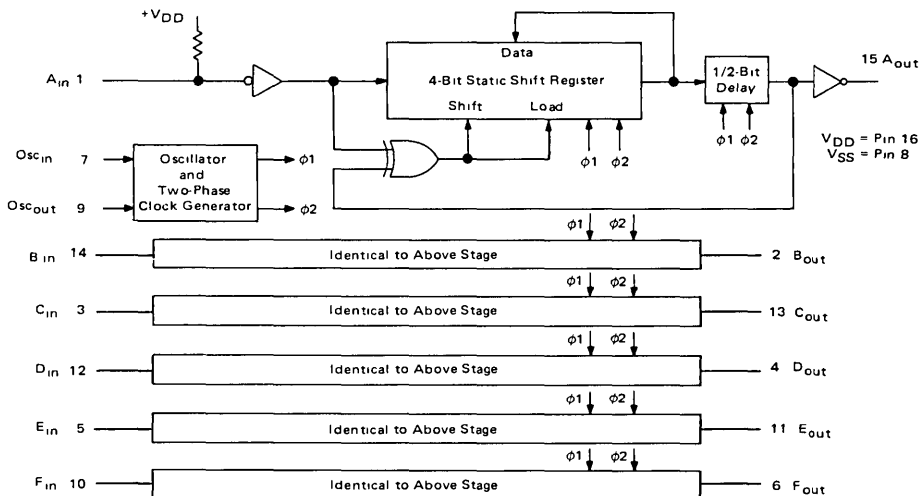 +VDD
Data
15 Aout
Ain 1
4-Bit Static Shift Register
1/2-Bit
Delay
Shift Load
ϕ1 ϕ2
ϕ1 ϕ2
VDD = Pin 16
VSS = Pin 8
Oscin 7
Oscillator
and
Two-Phase
Clock Generator
ϕ1
Oscout 9
ϕ2
ϕ1 ϕ2
Bin 14
Identical to Above Stage
2 Bout
ϕ1 ϕ2
Cin 3
Identical to Above Stage
13 Cout
ϕ1 ϕ2
Din 12
Identical to Above Stage
4 Dout
ϕ1 ϕ2
Ein 5
Identical to Above Stage
11 Eout
ϕ1 ϕ2
Fin 10
Identical to Above Stage
6 Fout